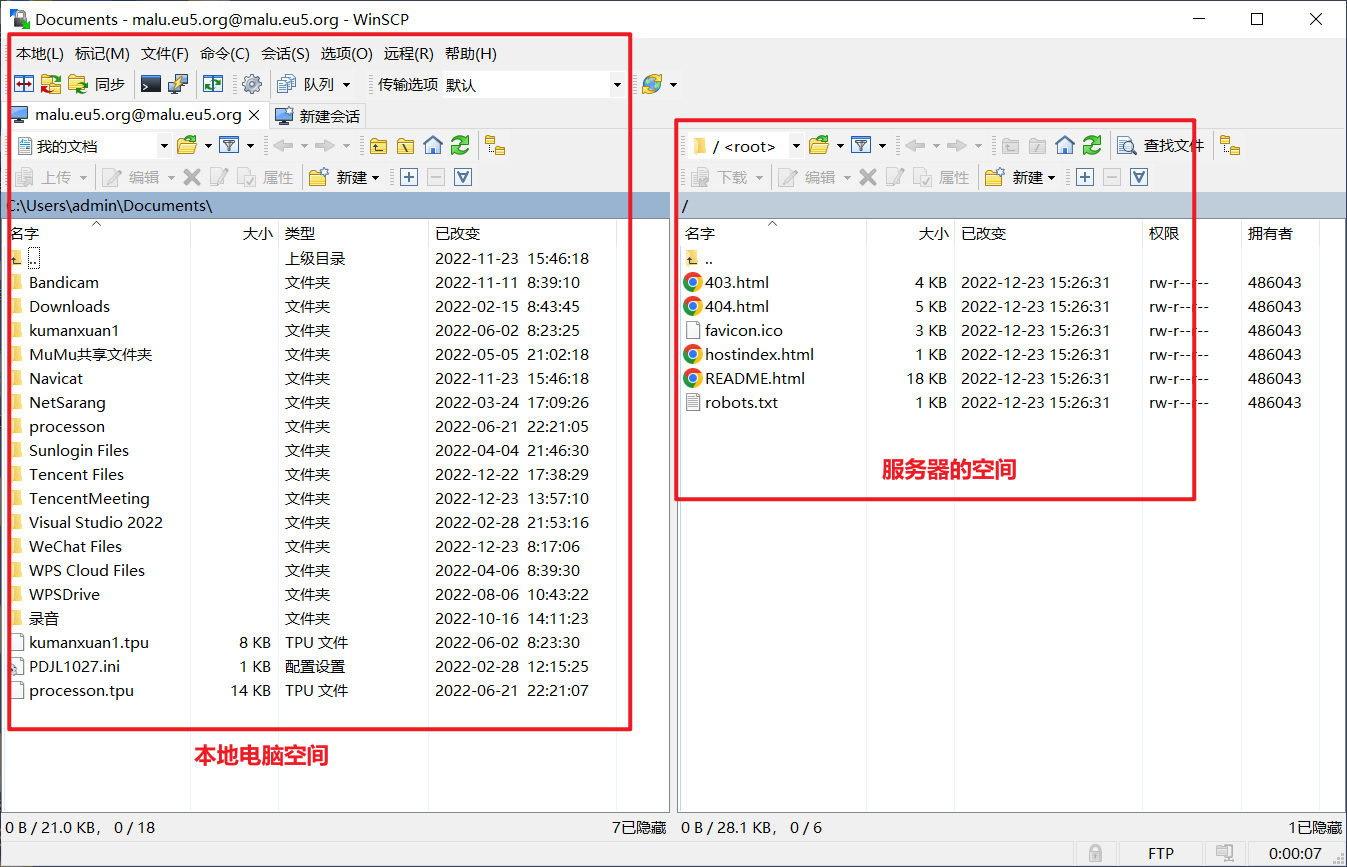 Documents - malu.eu5.org@malu.eu5.org - WinSCP
本地(L) 标记(M) 文件(F) 命令(C) 会话(S) 选项(O) 远程(R) 帮助(H)
同步 队列 传输选项 默认
malu.eu5.org@malu.eu5.org 新建会话
我的文档
上传 编辑 属性 新建
C:\Users\admin\Documents\
名字 大小 类型 已改变
.. 上级目录 2022-11-23 15:46:18
Bandicam 文件夹 2022-11-11 8:39:10
Downloads 文件夹 2022-02-15 8:43:45
kumanxuan1 文件夹 2022-06-02 8:23:25
MuMu共享文件夹 文件夹 2022-05-05 21:02:18
Navicat 文件夹 2022-11-23 15:46:18
NetSarang 文件夹 2022-03-24 17:09:26
processon 文件夹 2022-06-21 22:21:05
Sunlogin Files 文件夹 2022-04-04 21:46:30
Tencent Files 文件夹 2022-12-22 17:38:29
TencentMeeting 文件夹 2022-12-23 13:57:10
Visual Studio 2022 文件夹 2022-02-28 21:53:16
WeChat Files 文件夹 2022-12-23 8:17:06
WPS Cloud Files 文件夹 2022-04-06 8:39:30
WPSDrive 文件夹 2022-08-06 10:43:22
录音 文件夹 2022-10-16 14:11:23
kumanxuan1.tpu 8 KB TPU 文件 2022-06-02 8:23:30
PDJL1027.ini 1 KB 配置设置 2022-02-28 12:15:25
processon.tpu 14 KB TPU 文件 2022-06-21 22:21:07
本地电脑空间
0 B / 21.0 KB， 0 / 18 7已隐藏
/ <root> 查找文件
下载 编辑 属性 新建
/
名字 大小 已改变 权限 拥有者
..
403.html 4 KB 2022-12-23 15:26:31 rw-r--r-- 486043
404.html 5 KB 2022-12-23 15:26:31 rw-r--r-- 486043
favicon.ico 3 KB 2022-12-23 15:26:31 rw-r--r-- 486043
hostindex.html 1 KB 2022-12-23 15:26:31 rw-r--r-- 486043
README.html 18 KB 2022-12-23 15:26:31 rw-r--r-- 486043
robots.txt 1 KB 2022-12-23 15:26:31 rw-r--r-- 486043
服务器的空间
0 B / 28.1 KB， 0 / 6 1已隐藏
FTP 0:00:07